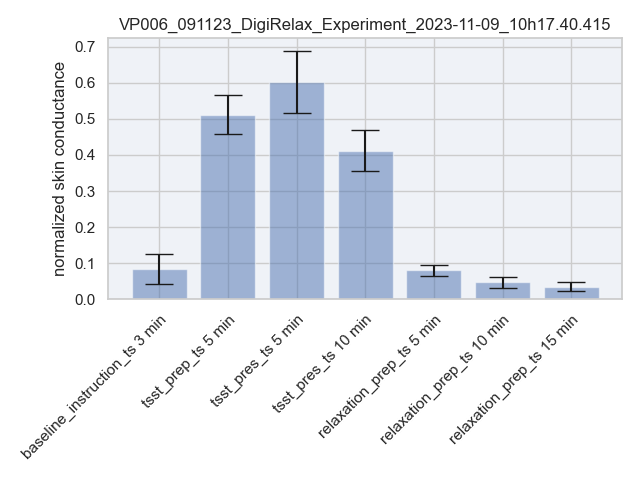 VP006_091123_DigiRelax_Experiment_2023-11-09_10h17.40.415
normalized skin conductance
0.7
0.6
0.5
0.4
0.3
0.2
0.1
0.0
baseline_instruction_ts 3 min
tsst_prep_ts 5 min
tsst_pres_ts 5 min
tsst_pres_ts 10 min
relaxation_prep_ts 5 min
relaxation_prep_ts 10 min
relaxation_prep_ts 15 min